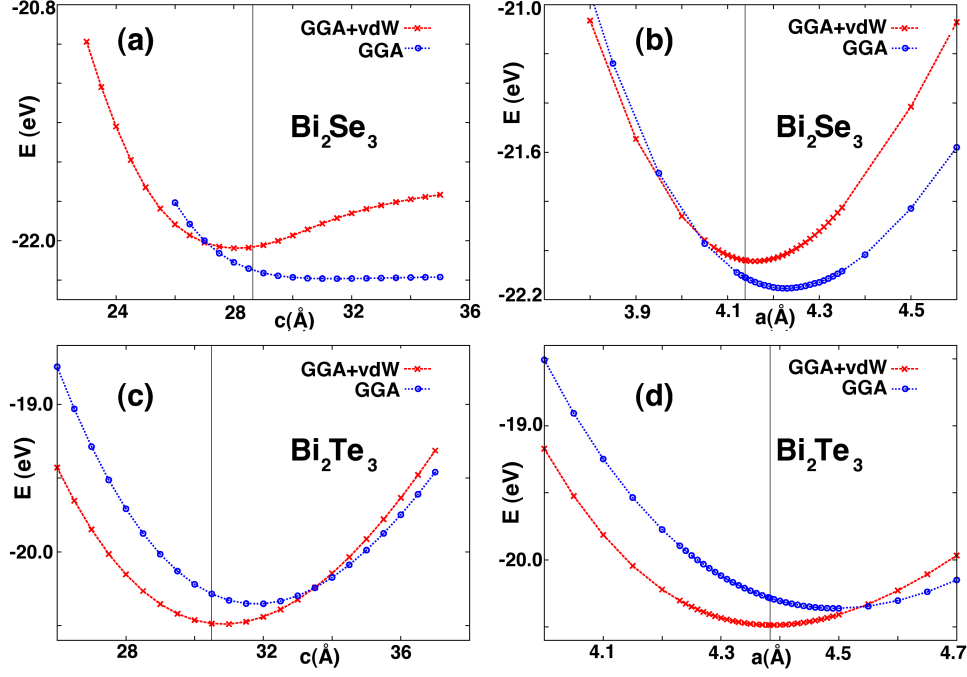 (a)
GGA+vdW
GGA
Bi2Se3
E (eV)
-20.8
-22.0
24
28
32
36
c(Å)
(b)
GGA+vdW
GGA
Bi2Se3
E (eV)
-21.0
-21.6
-22.2
3.9
4.1
4.3
4.5
a(Å)
(c)
GGA+vdW
GGA
Bi2Te3
E (eV)
-19.0
-20.0
28
32
36
c(Å)
(d)
GGA+vdW
GGA
Bi2Te3
E (eV)
-19.0
-20.0
4.1
4.3
4.5
4.7
a(Å)